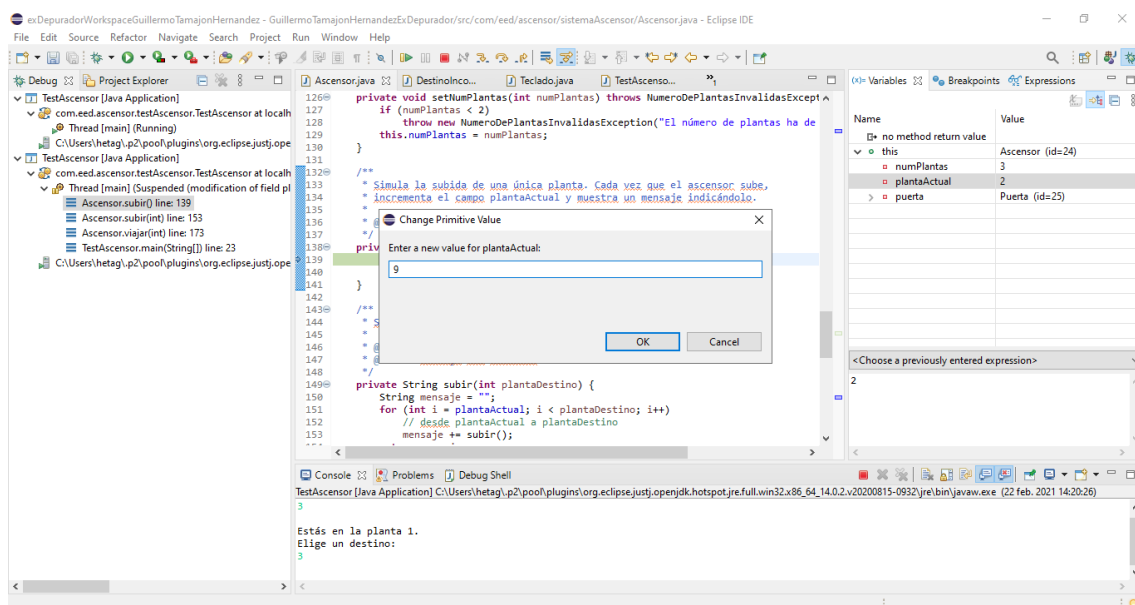 exDepuradorWorkspaceGuillermoTamajonHernandez - GuillermoTamajonHernandezExDepurador/src/com/eed/ascensor/sistemaAscensor/Ascensor.java - Eclipse IDE
File Edit Source Refactor Navigate Search Project Run Window Help
Debug Project Explorer
TestAscensor [Java Application]
com.eed.ascensor.testAscensor.TestAscensor at localh
Thread [main] (Running)
C:\Users\hetag\.p2\pool\plugins\org.eclipse.justj.ope
TestAscensor [Java Application]
com.eed.ascensor.testAscensor.TestAscensor at localh
Thread [main] (Suspended (modification of field pl
Ascensor.subir() line: 139
Ascensor.subir(int) line: 153
Ascensor.viajar(int) line: 173
TestAscensor.main(String[]) line: 23
C:\Users\hetag\.p2\pool\plugins\org.eclipse.justj.ope
Ascensor.java DestinoInco... Teclado.java TestAscenso... »1
126 private void setNumPlantas(int numPlantas) throws NumeroDePlantasInvalidasExcept
127 if (numPlantas < 2)
128 throw new NumeroDePlantasInvalidasException("El número de plantas ha de
129 this.numPlantas = numPlantas;
130 }
131
132 /**
133 * Simula la subida de una única planta. Cada vez que el ascensor sube,
134 * incrementa el campo plantaActual y muestra un mensaje indicándolo.
135 *
136 * @
137 */
138 priv
139
140
141 }
142
143 /**
144 * S
145 *
146 * @
147 * @
148 */
149 private String subir(int plantaDestino) {
150 String mensaje = "";
151 for (int i = plantaActual; i < plantaDestino; i++)
152 // desde plantaActual a plantaDestino
153 mensaje += subir();
Change Primitive Value
Enter a new value for plantaActual:
9
OK Cancel
Variables Breakpoints Expressions
Name Value
no method return value
this Ascensor (id=24)
numPlantas 3
plantaActual 2
puerta Puerta (id=25)
<Choose a previously entered expression>
2
Console Problems Debug Shell
TestAscensor [Java Application] C:\Users\hetag\.p2\pool\plugins\org.eclipse.justj.openjdk.hotspot.jre.full.win32.x86_64_14.0.2.v20200815-0932\jre\bin\javaw.exe (22 feb. 2021 14:20:26)
3
Estás en la planta 1.
Elige un destino:
3